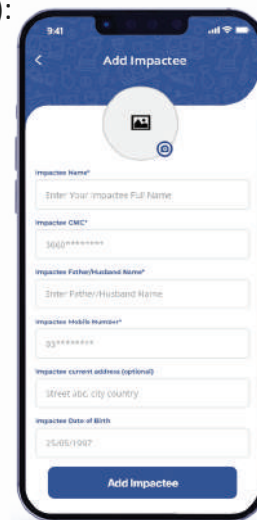 ):
9:41
Add Impactee
Impactee Name*
Enter Your Impactee Full Name
Impactee CNIC*
3660********
Impactee Father/Husband Name*
Enter Father/Husband Name
Impactee Mobile Number*
03********
Impactee current address (optional)
Street abc, city country
Impactee Date of Birth
25/05/1987
Add Impactee